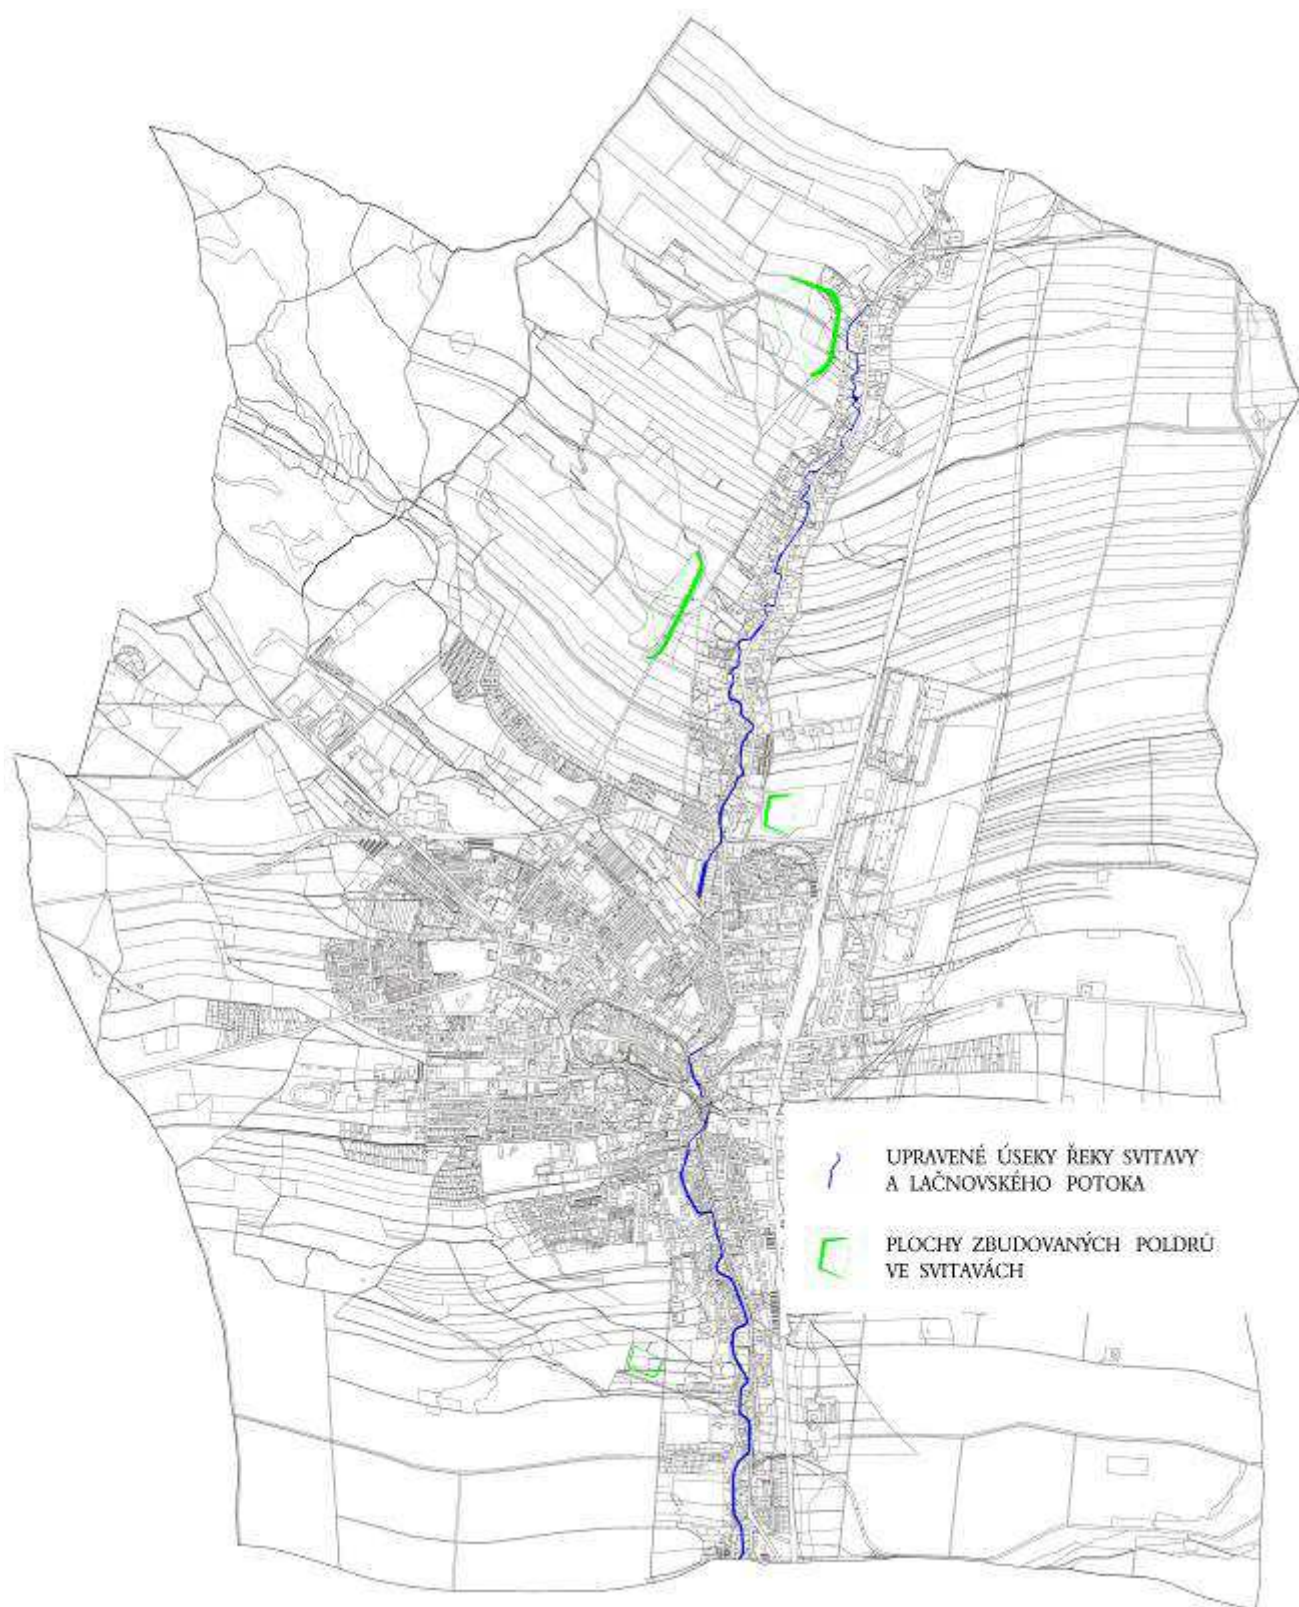 UPRAVENÉ ÚSEKY ŘEKY SVITAVY
A LAČNOVSKÉHO POTOKA
PLOCHY ZBUDOVANÝCH POLDRŮ
VE SVITAVÁCH